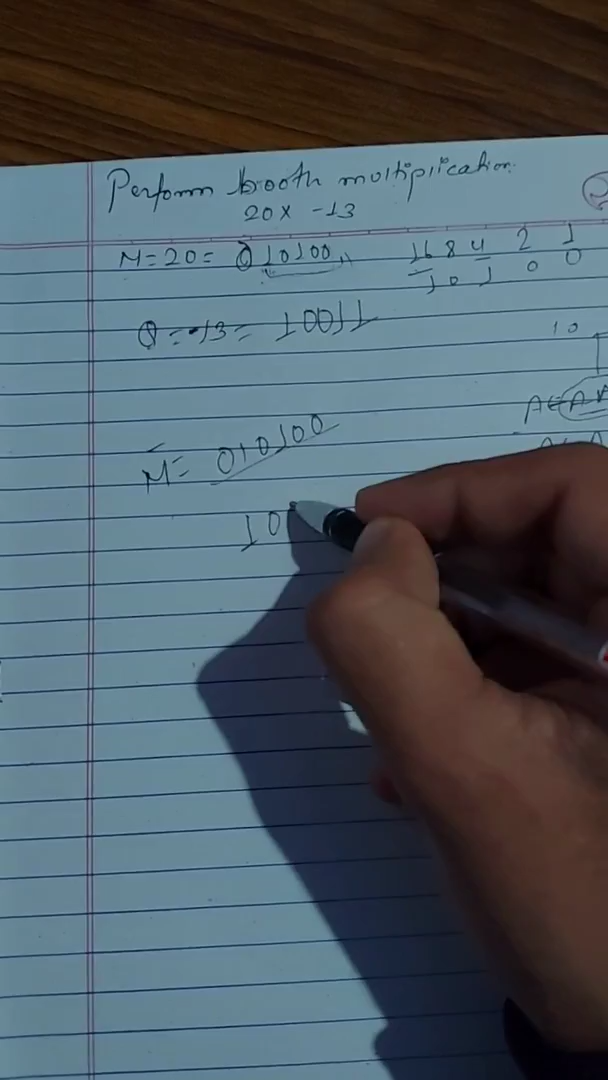 Perform booth multiplication.
20 x -13
M = 20 = 010100
16 8 4 2 1
1 0 1 0 0
Q = -13 = 10011
10
M = 010100
10